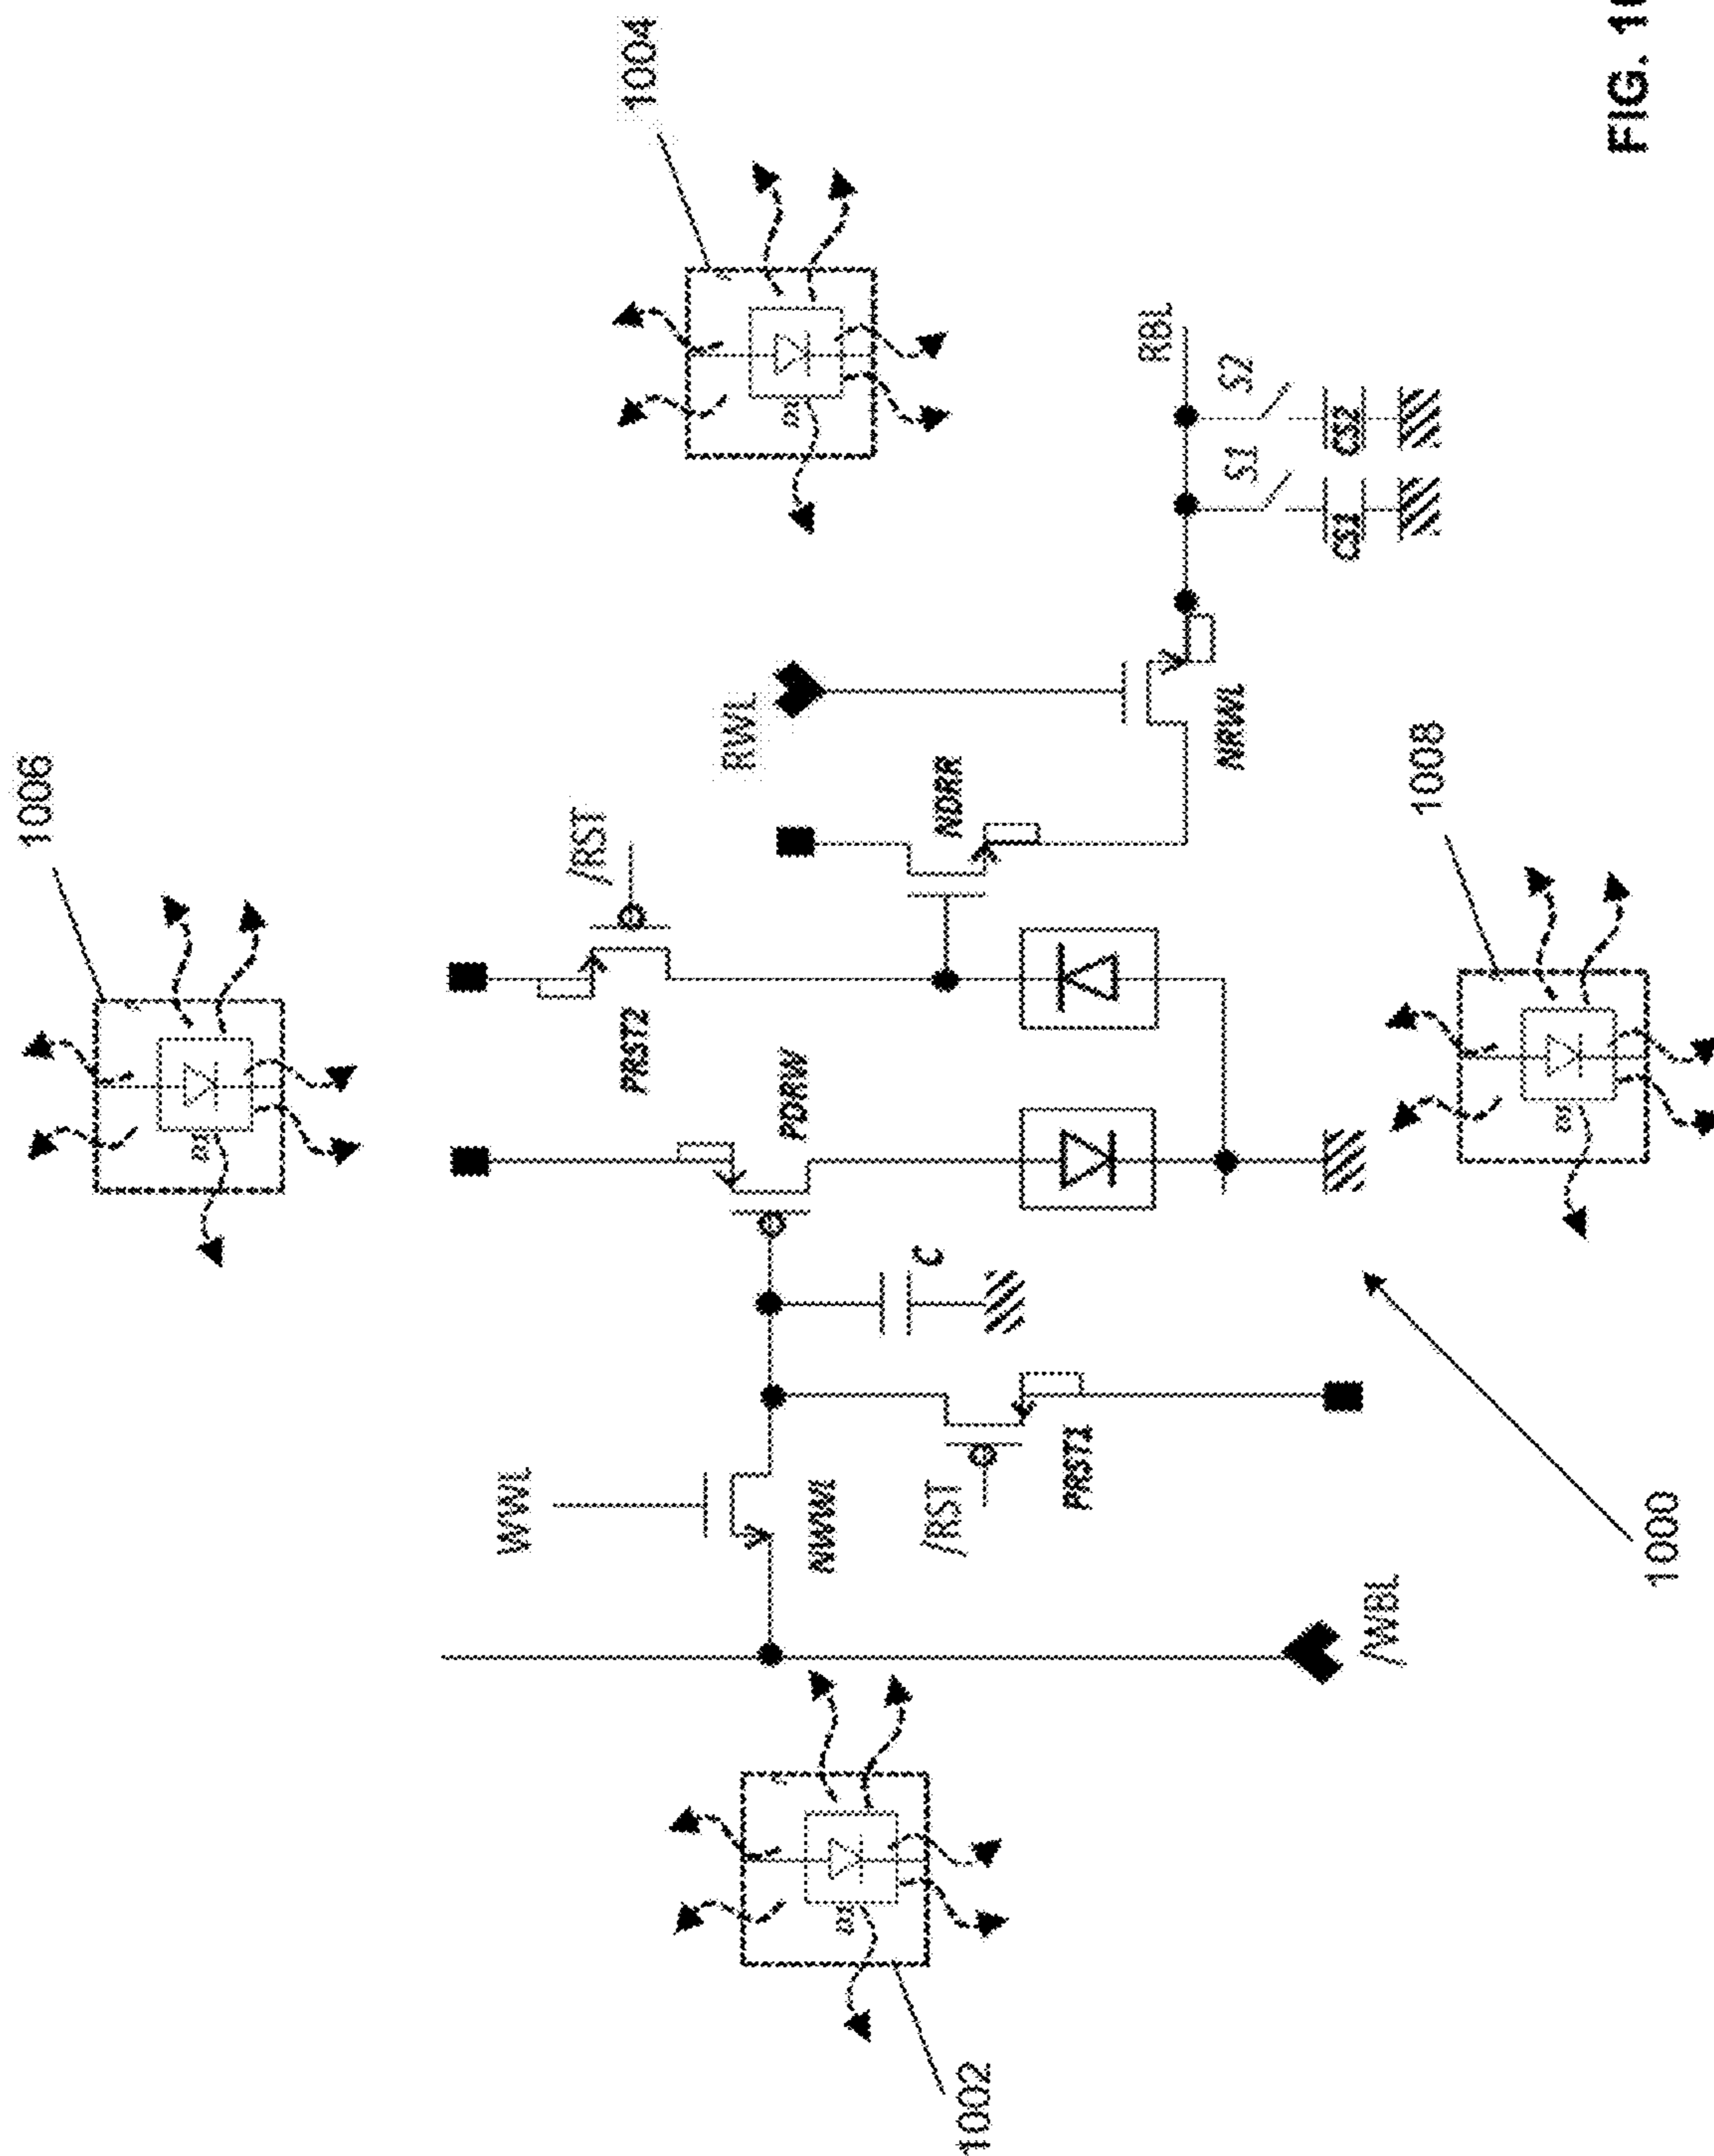 1006
WWL
/RST
PRST2
1004
RWL
PDRW
NWWL
C
/RST
NDRR
1002
PRST1
RBL
NRWL
S1
S2
CS1
CS2
/WBL
1008
1000
FIG. 1